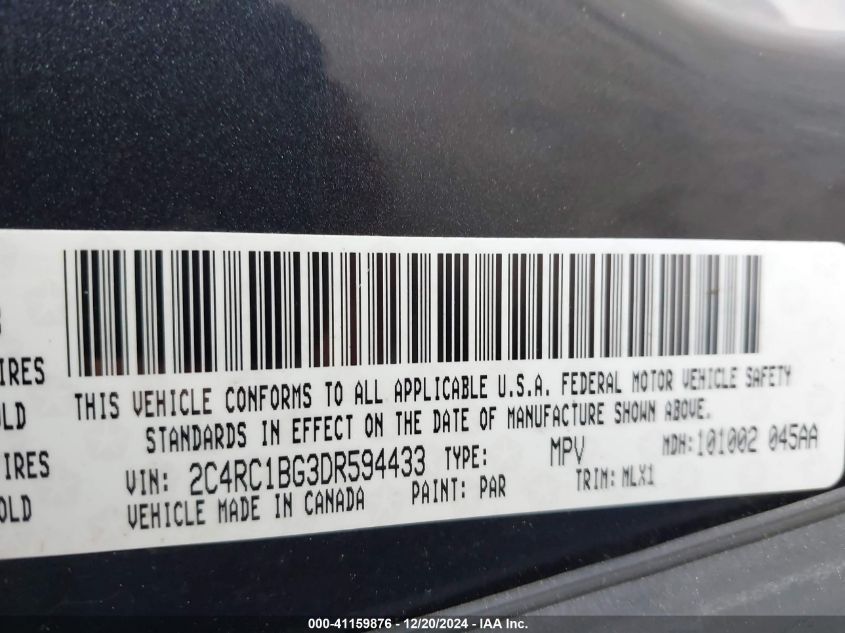 IRES
OLD
IRES
OLD
THIS VEHICLE CONFORMS TO ALL APPLICABLE U.S.A. FEDERAL MOTOR VEHICLE SAFETY
STANDARDS IN EFFECT ON THE DATE OF MANUFACTURE SHOWN ABOVE.
VIN: 2C4RC1BG3DR594433 TYPE: MPV MDH:101002 045AA
VEHICLE MADE IN CANADA PAINT: PAR TRIM: MLX1
000-41159876 - 12/20/2024 - IAA Inc.